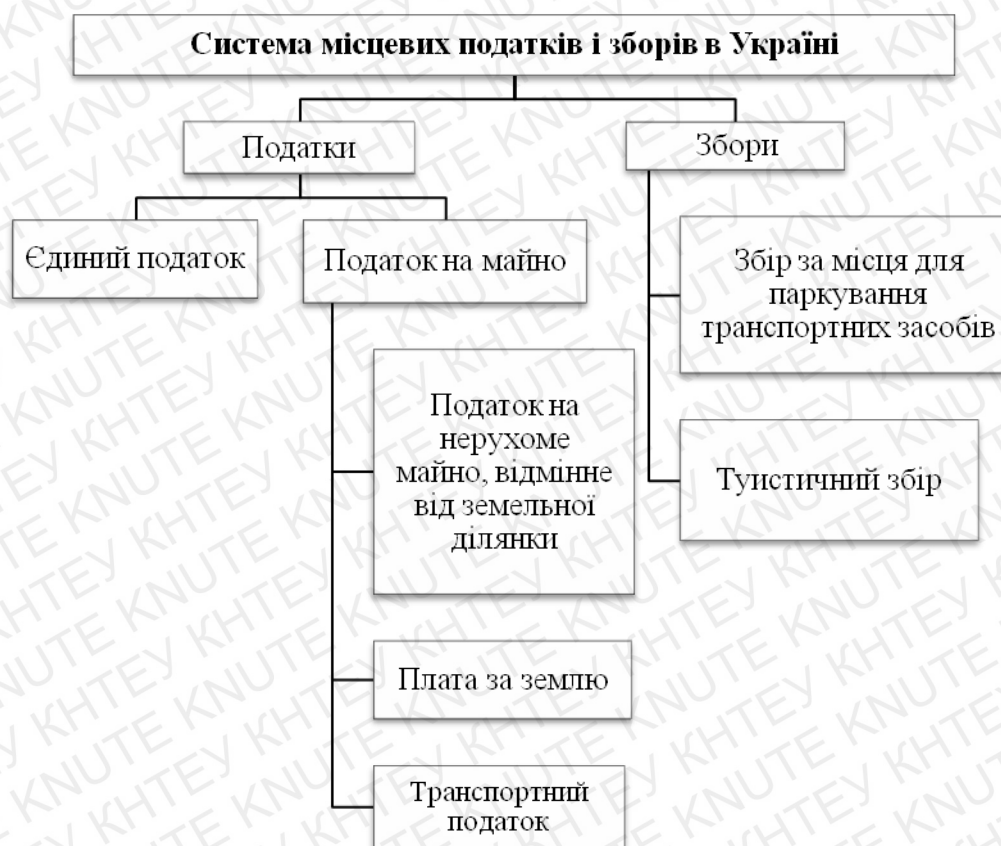 Система місцевих податків і зборів в Україні
Податки
Збори
Єдиний податок
Податок на майно
Збір за місця для
паркування
транспортних засобів
Податок на
нерухоме
майно, відмінне
від земельної
ділянки
Туистичний збір
Плата за землю
Транспортний
податок